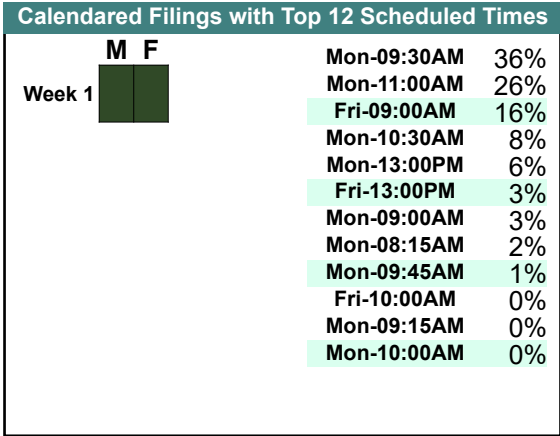 Calendared Filings with Top 12 Scheduled Times
M F
Week 1
Mon-09:30AM 36%
Mon-11:00AM 26%
Fri-09:00AM 16%
Mon-10:30AM 8%
Mon-13:00PM 6%
Fri-13:00PM 3%
Mon-09:00AM 3%
Mon-08:15AM 2%
Mon-09:45AM 1%
Fri-10:00AM 0%
Mon-09:15AM 0%
Mon-10:00AM 0%